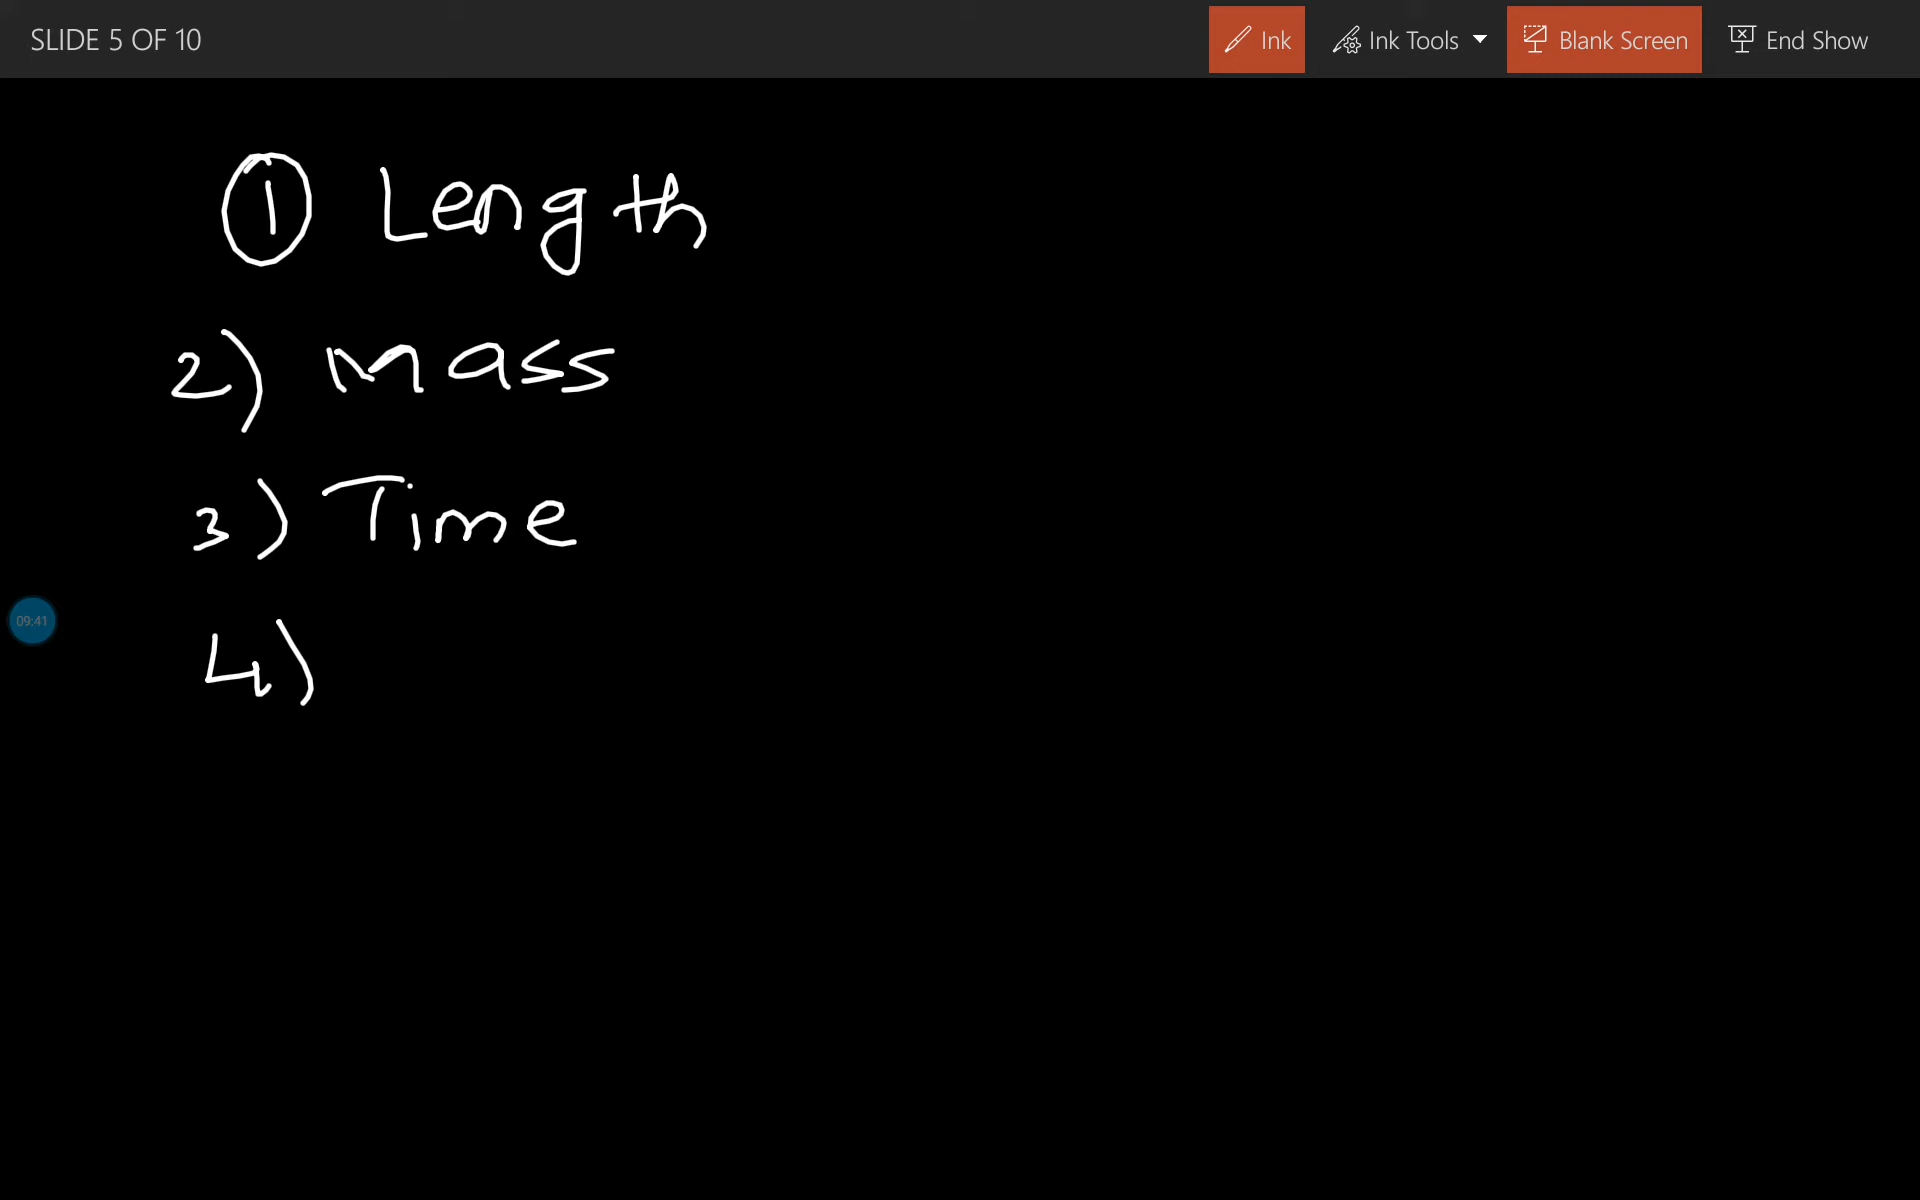 SLIDE 5 OF 10 Ink Ink Tools Blank Screen End Show
1 Length
2) Mass
3) Time
09:41
4)